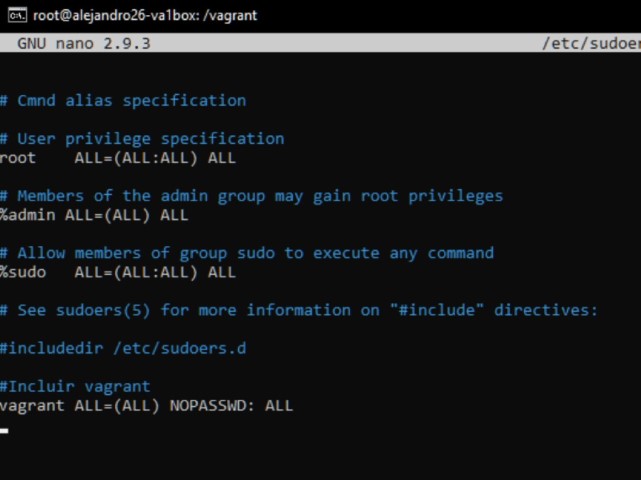 root@alejandro26-va1box: /vagrant
GNU nano 2.9.3 /etc/sudoer
# Cmnd alias specification
# User privilege specification
root ALL=(ALL:ALL) ALL
# Members of the admin group may gain root privileges
%admin ALL=(ALL) ALL
# Allow members of group sudo to execute any command
%sudo ALL=(ALL:ALL) ALL
# See sudoers(5) for more information on "#include" directives:
#includedir /etc/sudoers.d
#Incluir vagrant
vagrant ALL=(ALL) NOPASSWD: ALL